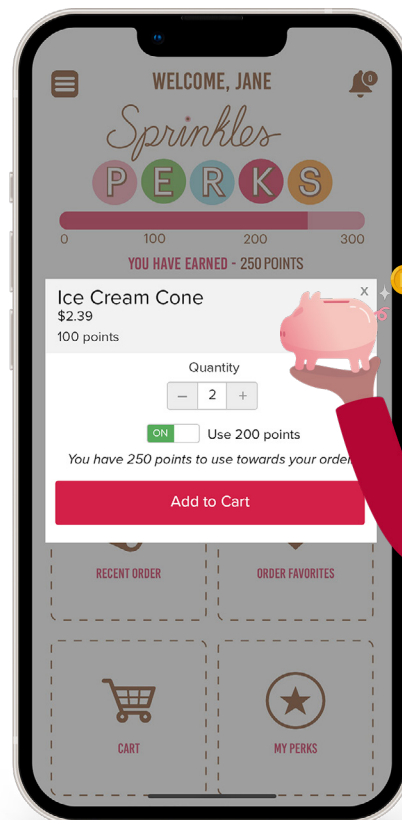 WELCOME, JANE
0
Sprinkles
PERKS
0 100 200 300
YOU HAVE EARNED - 250 POINTS
X
Ice Cream Cone
$2.39
100 points
Quantity
− 2 +
ON Use 200 points
You have 250 points to use towards your order
Add to Cart
RECENT ORDER ORDER FAVORITES
CART MY PERKS